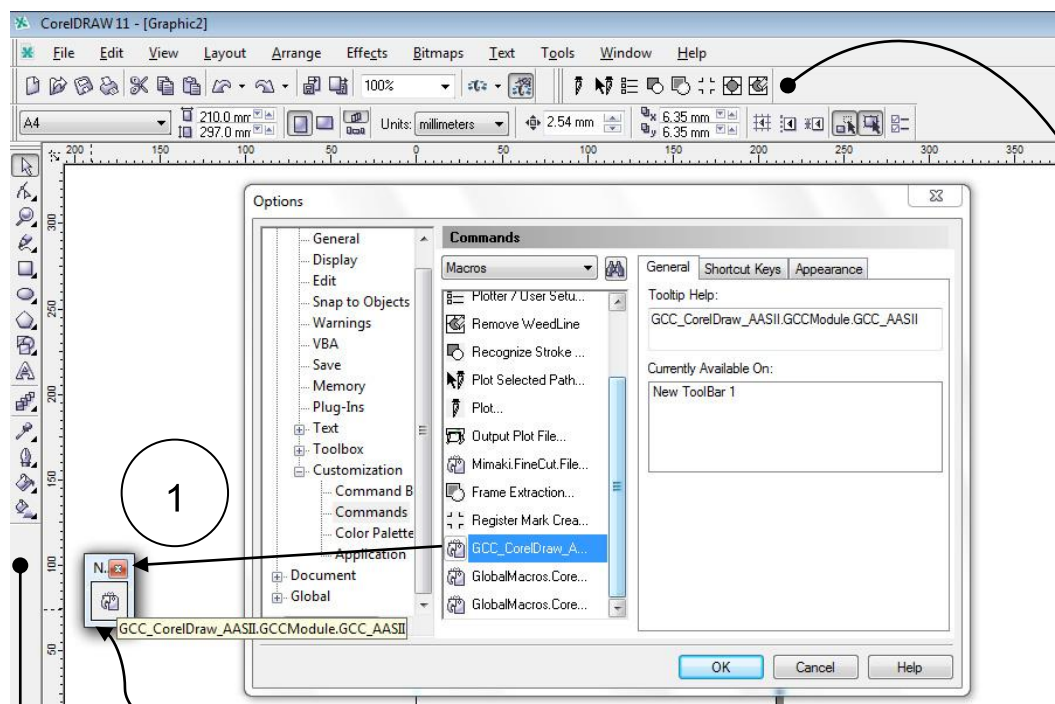 CorelDRAW 11 - [Graphic2]
File Edit View Layout Arrange Effects Bitmaps Text Tools Window Help
100%
A4
210.0 mm
297.0 mm
Units: millimeters
2.54 mm
x 6.35 mm
y 6.35 mm
200 150 100 50 0 50 100 150 200 250 300 350
300
250
200
150
100
50
Options
General
Display
Edit
Snap to Objects
Warnings
VBA
Save
Memory
Plug-Ins
Text
Toolbox
Customization
Command B
Commands
Color Palette
Application
Document
Global
Commands
Macros
Plotter / User Setu...
Remove WeedLine
Recognize Stroke ...
Plot Selected Path...
Plot...
Output Plot File...
Mimaki.FineCut.File...
Frame Extraction...
Register Mark Crea...
GCC_CorelDraw_A...
GlobalMacros.Core...
GlobalMacros.Core...
General Shortcut Keys Appearance
Tooltip Help:
GCC_CorelDraw_AASII.GCCModule.GCC_AASII
Currently Available On:
New ToolBar 1
OK Cancel Help
1
N..
GCC_CorelDraw_AASII.GCCModule.GCC_AASII